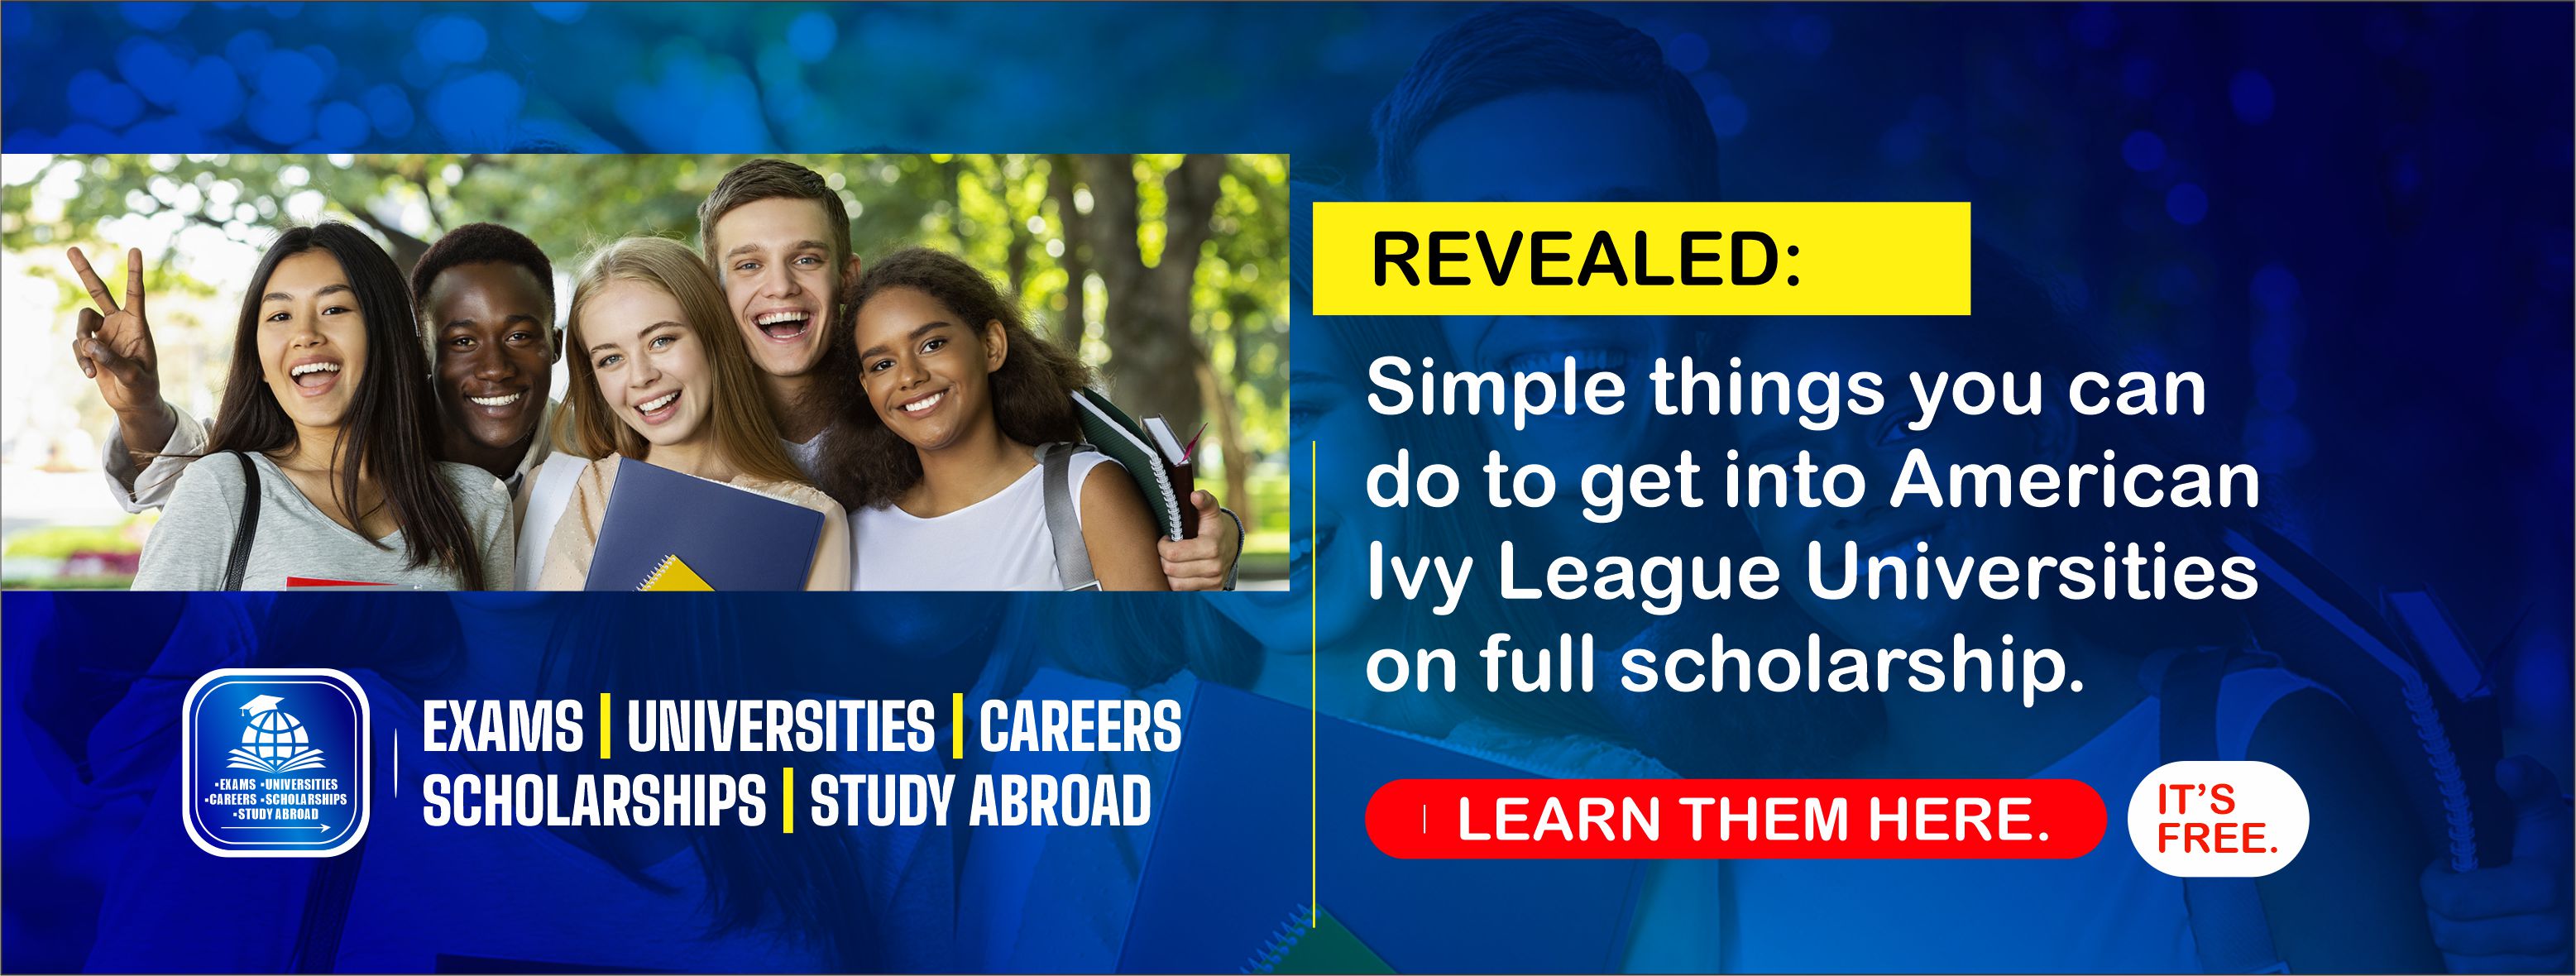 REVEALED:
Simple things you can
do to get into American
Ivy League Universities
on full scholarship.
LEARN THEM HERE.
IT'S
FREE.
EXAMS | UNIVERSITIES | CAREERS
SCHOLARSHIPS | STUDY ABROAD
•EXAMS •UNIVERSITIES
•CAREERS •SCHOLARSHIPS
•STUDY ABROAD